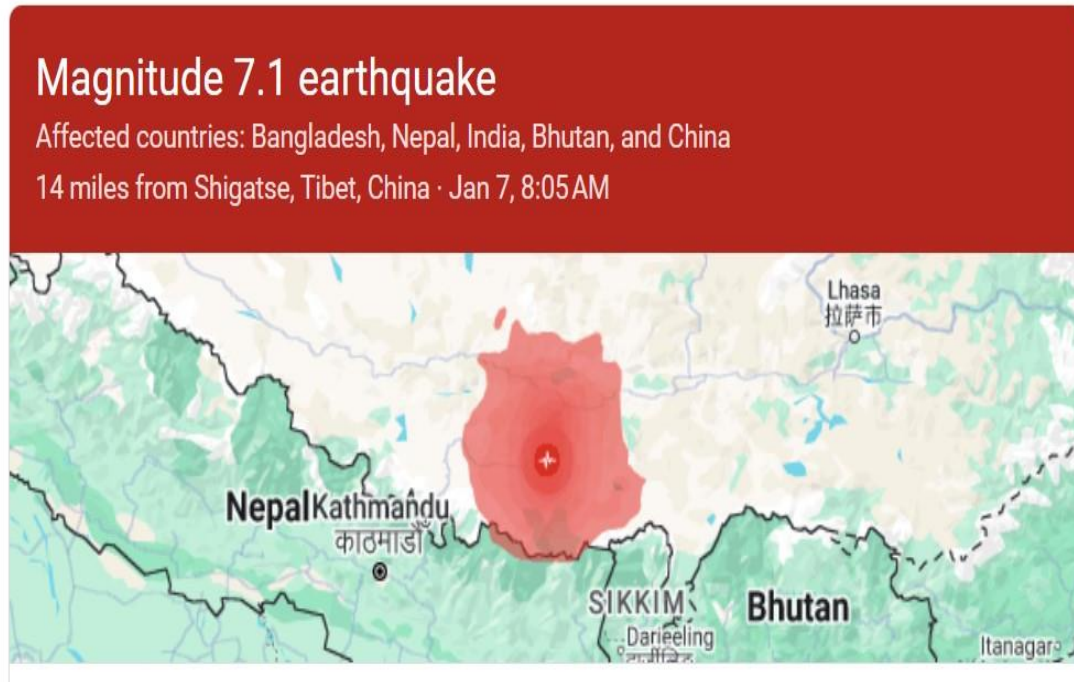 Magnitude 7.1 earthquake
Affected countries: Bangladesh, Nepal, India, Bhutan, and China
14 miles from Shigatse, Tibet, China · Jan 7, 8:05 AM
Lhasa
拉萨市
Nepal Kathmandu
काठमाडौँ
SIKKIM
Bhutan
Darjeeling
Itanagar